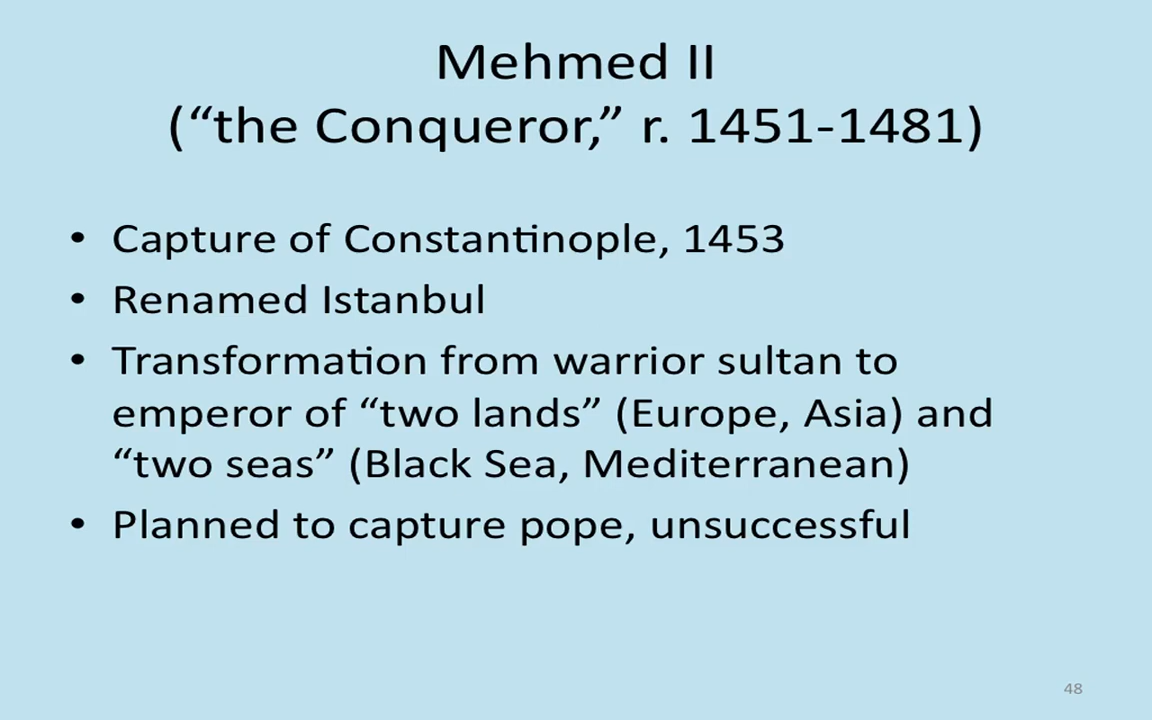 Mehmed II
(“the Conqueror,” r. 1451-1481)
• Capture of Constantinople, 1453
• Renamed Istanbul
• Transformation from warrior sultan to
emperor of “two lands” (Europe, Asia) and
“two seas” (Black Sea, Mediterranean)
• Planned to capture pope, unsuccessful
48